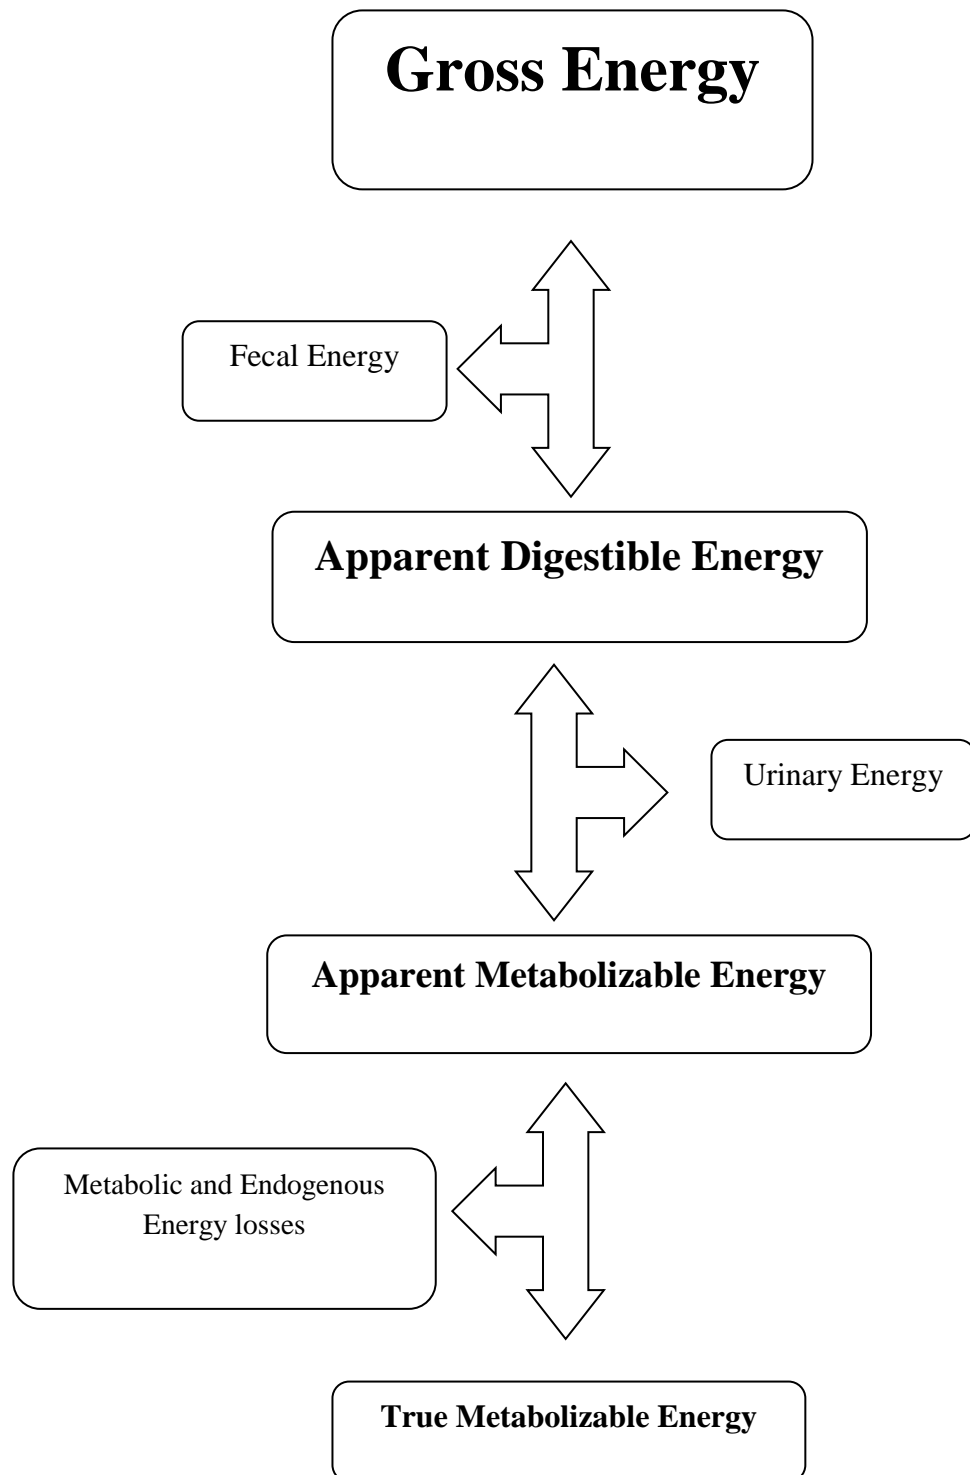 Gross Energy
Fecal Energy
Apparent Digestible Energy
Urinary Energy
Apparent Metabolizable Energy
Metabolic and Endogenous
Energy losses
True Metabolizable Energy